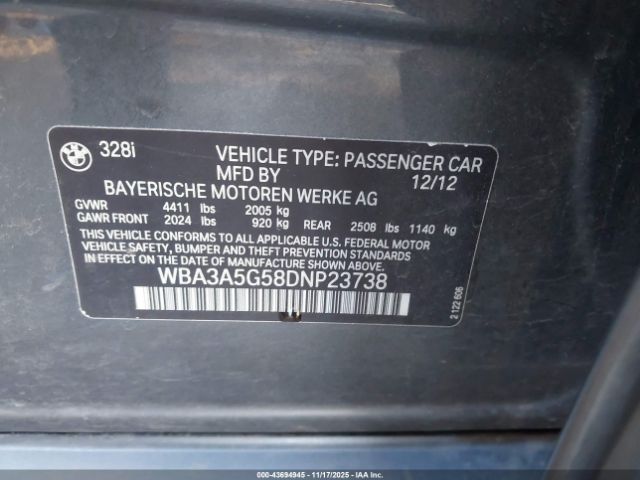 328i
VEHICLE TYPE: PASSENGER CAR
MFD BY 12/12
BAYERISCHE MOTOREN WERKE AG
GVWR 4411 lbs 2005 kg
GAWR FRONT 2024 lbs 920 kg REAR 2508 lbs 1140 kg
THIS VEHICLE CONFORMS TO ALL APPLICABLE U.S. FEDERAL MOTOR
VEHICLE SAFETY, BUMPER AND THEFT PREVENTION STANDARDS
IN EFFECT ON THE DATE OF MANUFACTURE SHOWN ABOVE.
WBA3A5G58DNP23738
2 122 606
00-43694945 - 11/17/2025 - IAA Inc.